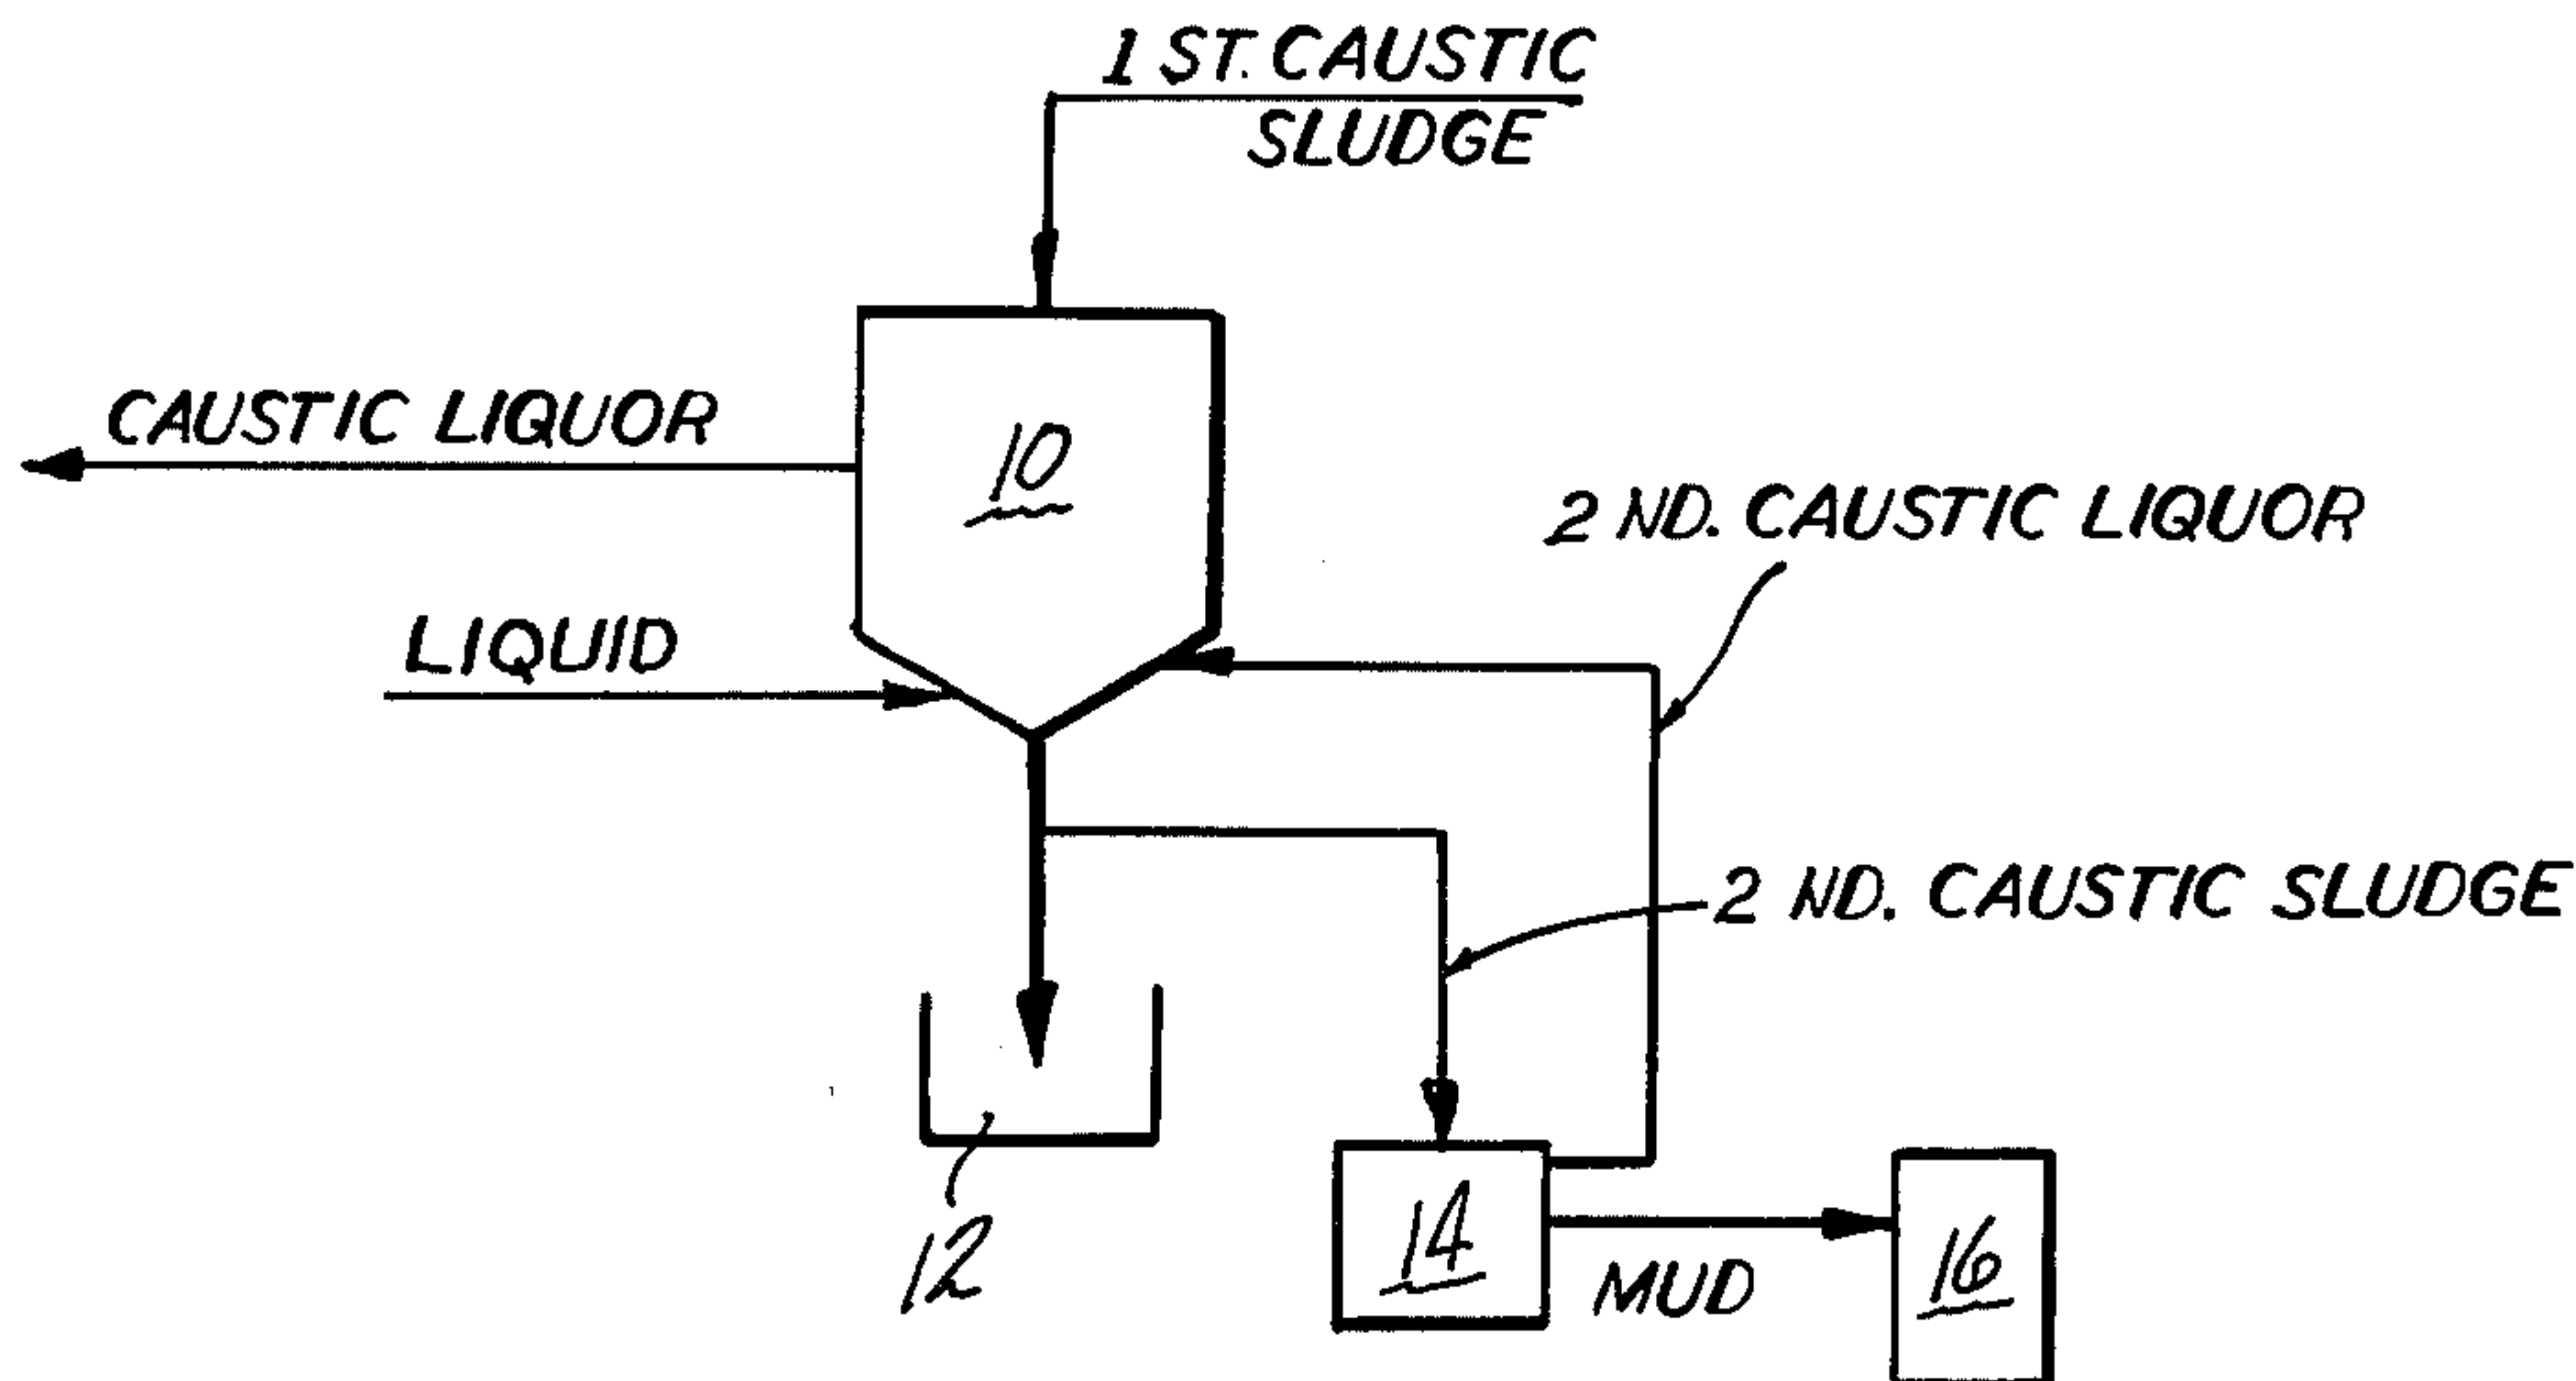 1 ST. CAUSTIC
SLUDGE
CAUSTIC LIQUOR
10
2 ND. CAUSTIC LIQUOR
LIQUID
2 ND. CAUSTIC SLUDGE
12
14
MUD
16